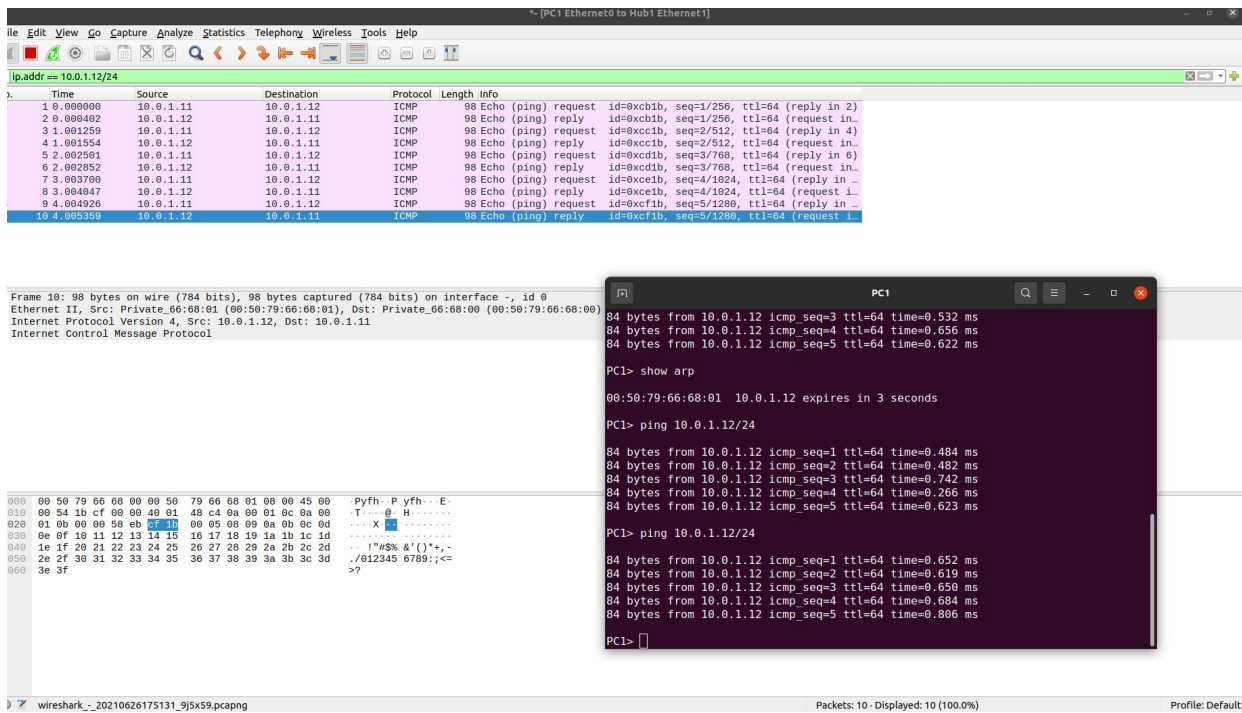 *- [PC1 Ethernet0 to Hub1 Ethernet1]
ile Edit View Go Capture Analyze Statistics Telephony Wireless Tools Help
ip.addr == 10.0.1.12/24
o. Time Source Destination Protocol Length Info
1 0.000000 10.0.1.11 10.0.1.12 ICMP 98 Echo (ping) request id=0xcb1b, seq=1/256, ttl=64 (reply in 2)
2 0.000402 10.0.1.12 10.0.1.11 ICMP 98 Echo (ping) reply id=0xcb1b, seq=1/256, ttl=64 (request in…
3 1.001259 10.0.1.11 10.0.1.12 ICMP 98 Echo (ping) request id=0xcc1b, seq=2/512, ttl=64 (reply in 4)
4 1.001554 10.0.1.12 10.0.1.11 ICMP 98 Echo (ping) reply id=0xcc1b, seq=2/512, ttl=64 (request in…
5 2.002501 10.0.1.11 10.0.1.12 ICMP 98 Echo (ping) request id=0xcd1b, seq=3/768, ttl=64 (reply in 6)
6 2.002852 10.0.1.12 10.0.1.11 ICMP 98 Echo (ping) reply id=0xcd1b, seq=3/768, ttl=64 (request in…
7 3.003700 10.0.1.11 10.0.1.12 ICMP 98 Echo (ping) request id=0xce1b, seq=4/1024, ttl=64 (reply in …
8 3.004047 10.0.1.12 10.0.1.11 ICMP 98 Echo (ping) reply id=0xce1b, seq=4/1024, ttl=64 (request i…
9 4.004926 10.0.1.11 10.0.1.12 ICMP 98 Echo (ping) request id=0xcf1b, seq=5/1280, ttl=64 (reply in …
10 4.005359 10.0.1.12 10.0.1.11 ICMP 98 Echo (ping) reply id=0xcf1b, seq=5/1280, ttl=64 (request i…
Frame 10: 98 bytes on wire (784 bits), 98 bytes captured (784 bits) on interface -, id 0
Ethernet II, Src: Private_66:68:01 (00:50:79:66:68:01), Dst: Private_66:68:00 (00:50:79:66:68:00)
Internet Protocol Version 4, Src: 10.0.1.12, Dst: 10.0.1.11
Internet Control Message Protocol
000 00 50 79 66 68 00 00 50 79 66 68 01 08 00 45 00 ·Pyfh··P yfh···E·
010 00 54 1b cf 00 00 40 01 48 c4 0a 00 01 0c 0a 00 ·T····@· H·······
020 01 0b 00 00 58 eb cf 1b 00 05 08 09 0a 0b 0c 0d ····X··· ········
040 0e 0f 10 11 12 13 14 15 16 17 18 19 1a 1b 1c 1d ········ ········
040 1e 1f 20 21 22 23 24 25 26 27 28 29 2a 2b 2c 2d ·· !"#$% &'()*+,-
050 2e 2f 30 31 32 33 34 35 36 37 38 39 3a 3b 3c 3d ./012345 6789:;<=
060 3e 3f >?
PC1
84 bytes from 10.0.1.12 icmp_seq=3 ttl=64 time=0.532 ms
84 bytes from 10.0.1.12 icmp_seq=4 ttl=64 time=0.656 ms
84 bytes from 10.0.1.12 icmp_seq=5 ttl=64 time=0.622 ms
PC1> show arp
00:50:79:66:68:01 10.0.1.12 expires in 3 seconds
PC1> ping 10.0.1.12/24
84 bytes from 10.0.1.12 icmp_seq=1 ttl=64 time=0.484 ms
84 bytes from 10.0.1.12 icmp_seq=2 ttl=64 time=0.482 ms
84 bytes from 10.0.1.12 icmp_seq=3 ttl=64 time=0.742 ms
84 bytes from 10.0.1.12 icmp_seq=4 ttl=64 time=0.266 ms
84 bytes from 10.0.1.12 icmp_seq=5 ttl=64 time=0.623 ms
PC1> ping 10.0.1.12/24
84 bytes from 10.0.1.12 icmp_seq=1 ttl=64 time=0.652 ms
84 bytes from 10.0.1.12 icmp_seq=2 ttl=64 time=0.619 ms
84 bytes from 10.0.1.12 icmp_seq=3 ttl=64 time=0.650 ms
84 bytes from 10.0.1.12 icmp_seq=4 ttl=64 time=0.684 ms
84 bytes from 10.0.1.12 icmp_seq=5 ttl=64 time=0.806 ms
PC1>
wireshark_-_20210626175131_9j5x59.pcapng Packets: 10 · Displayed: 10 (100.0%) Profile: Default